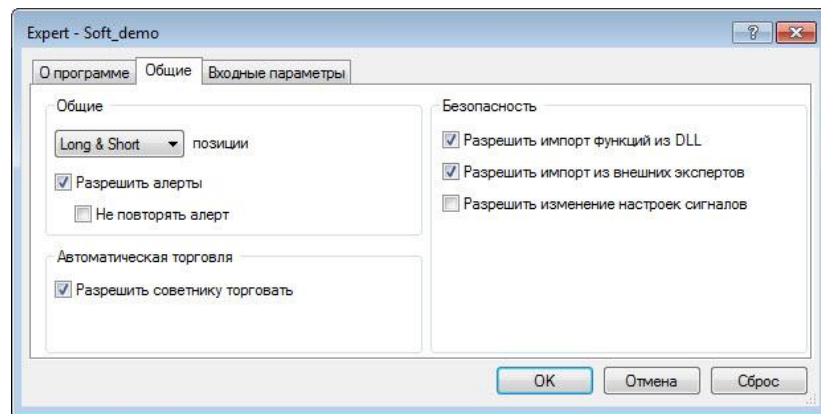 Expert - Soft_demo
О программе Общие Входные параметры
Общие
Long & Short позиции
Разрешить алерты
Не повторять алерт
Автоматическая торговля
Разрешить советнику торговать
Безопасность
Разрешить импорт функций из DLL
Разрешить импорт из внешних экспертов
Разрешить изменение настроек сигналов
OK Отмена Сброс